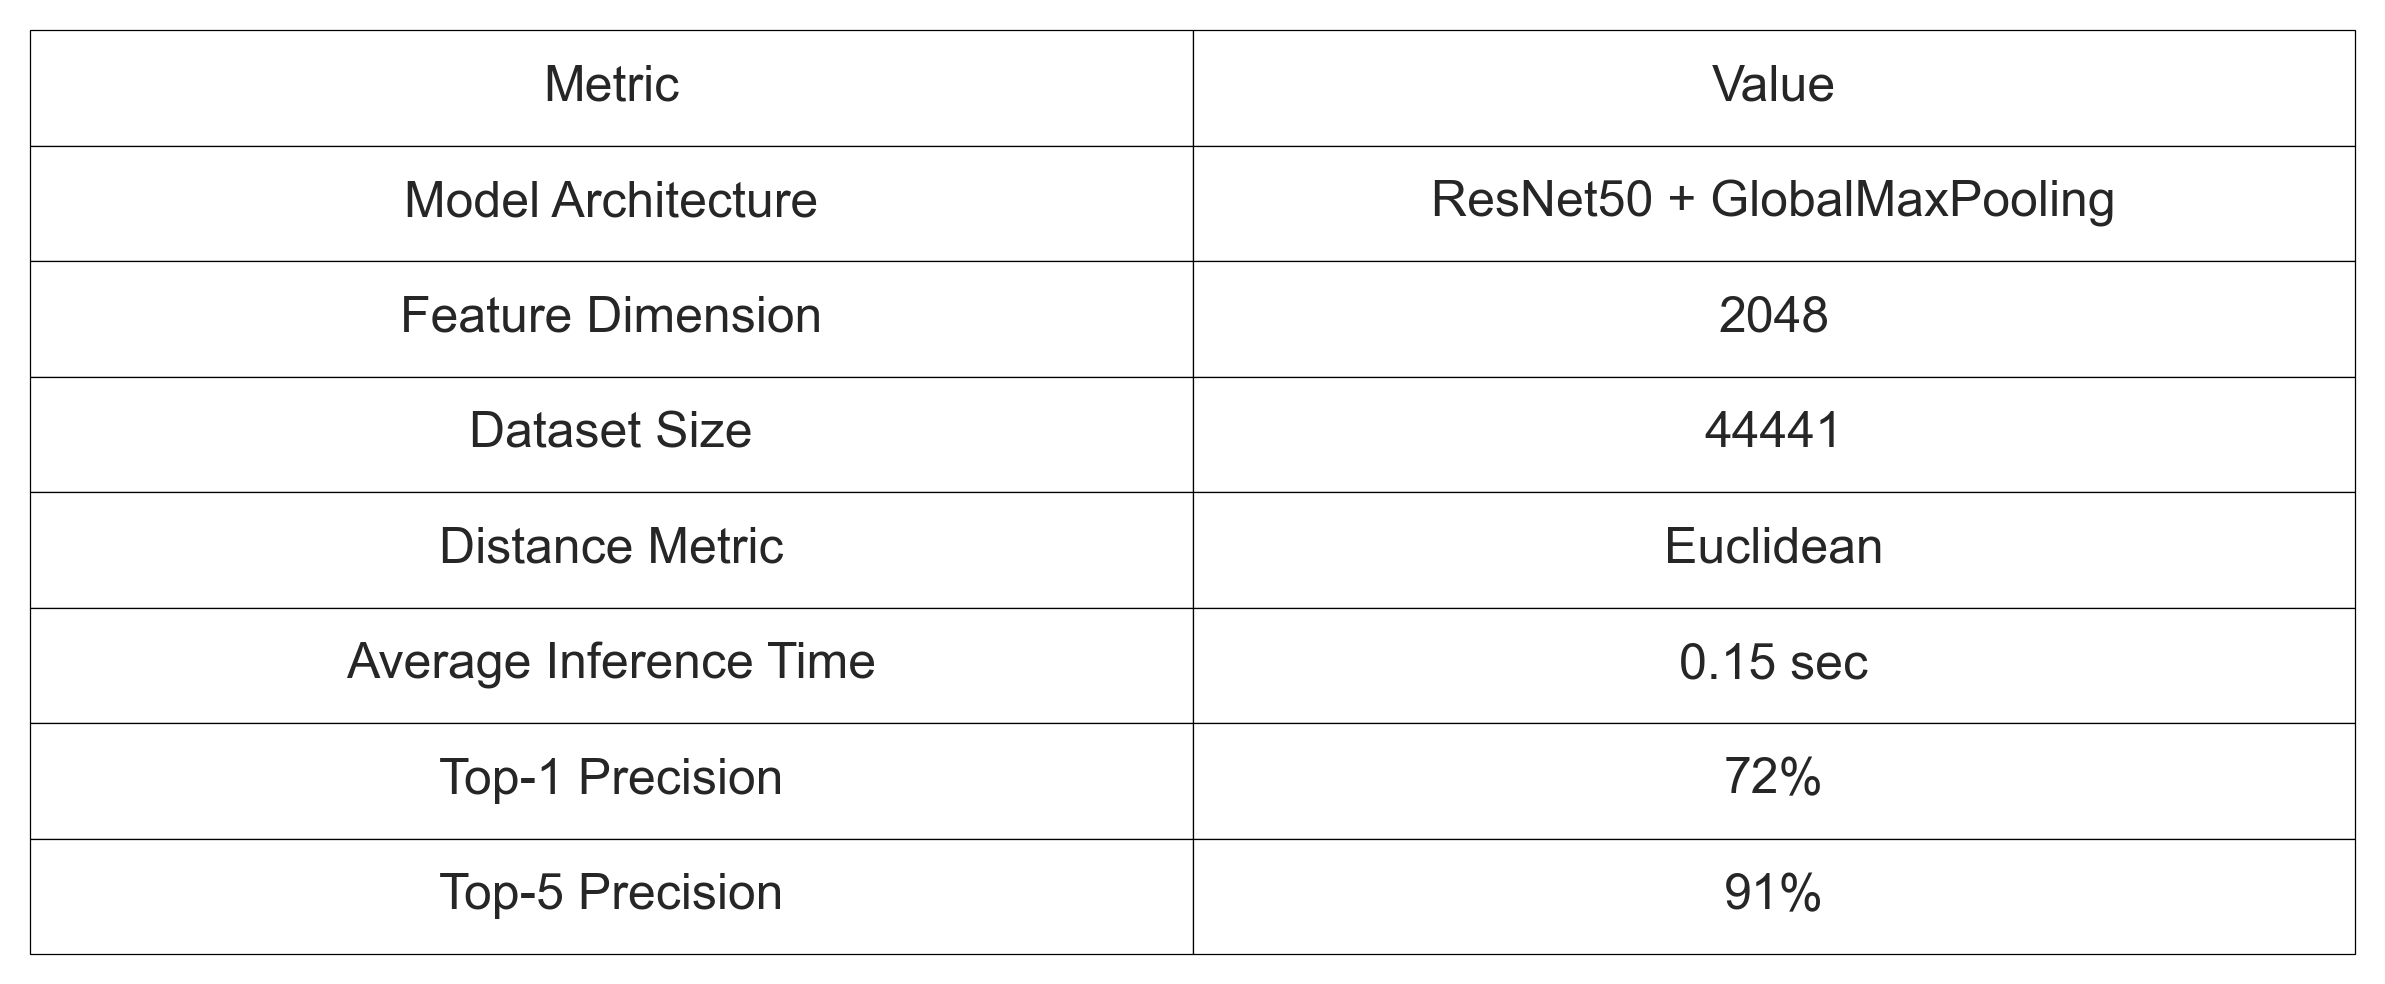 Metric Value
Model Architecture ResNet50 + GlobalMaxPooling
Feature Dimension 2048
Dataset Size 44441
Distance Metric Euclidean
Average Inference Time 0.15 sec
Top-1 Precision 72%
Top-5 Precision 91%